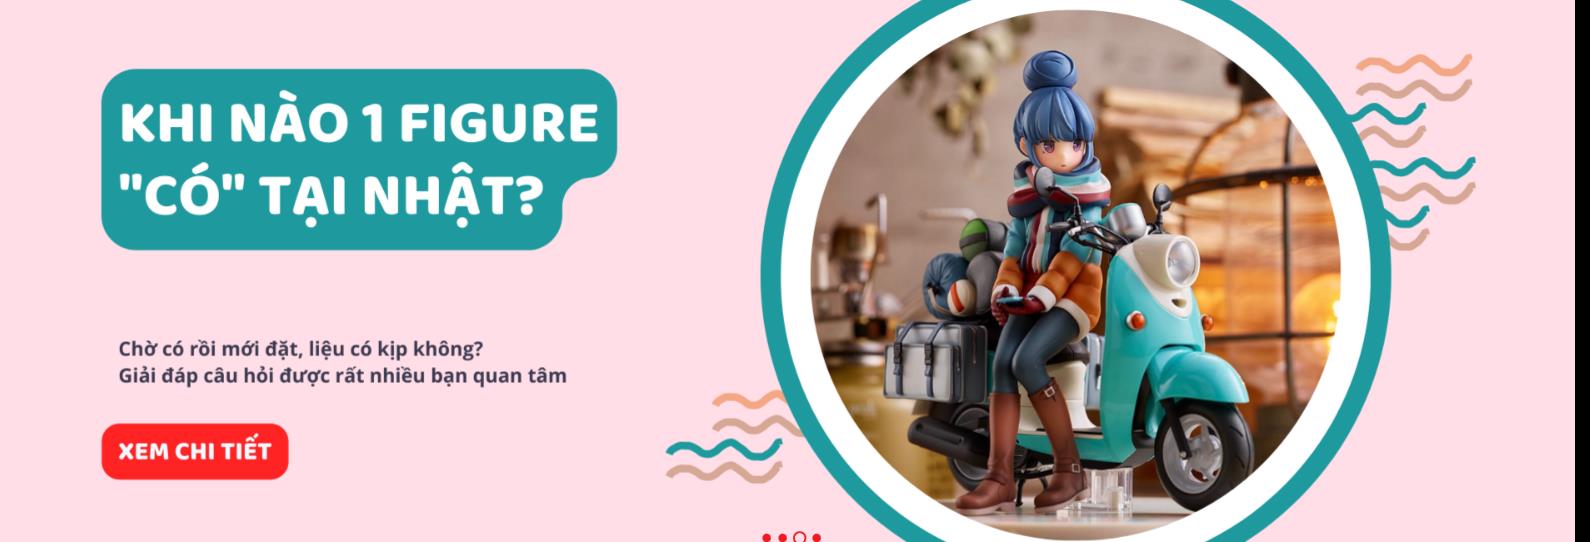 KHI NÀO 1 FIGURE
"CÓ" TẠI NHẬT?
Chờ có rồi mới đặt, liệu có kịp không?
Giải đáp câu hỏi được rất nhiều bạn quan tâm
XEM CHI TIẾT